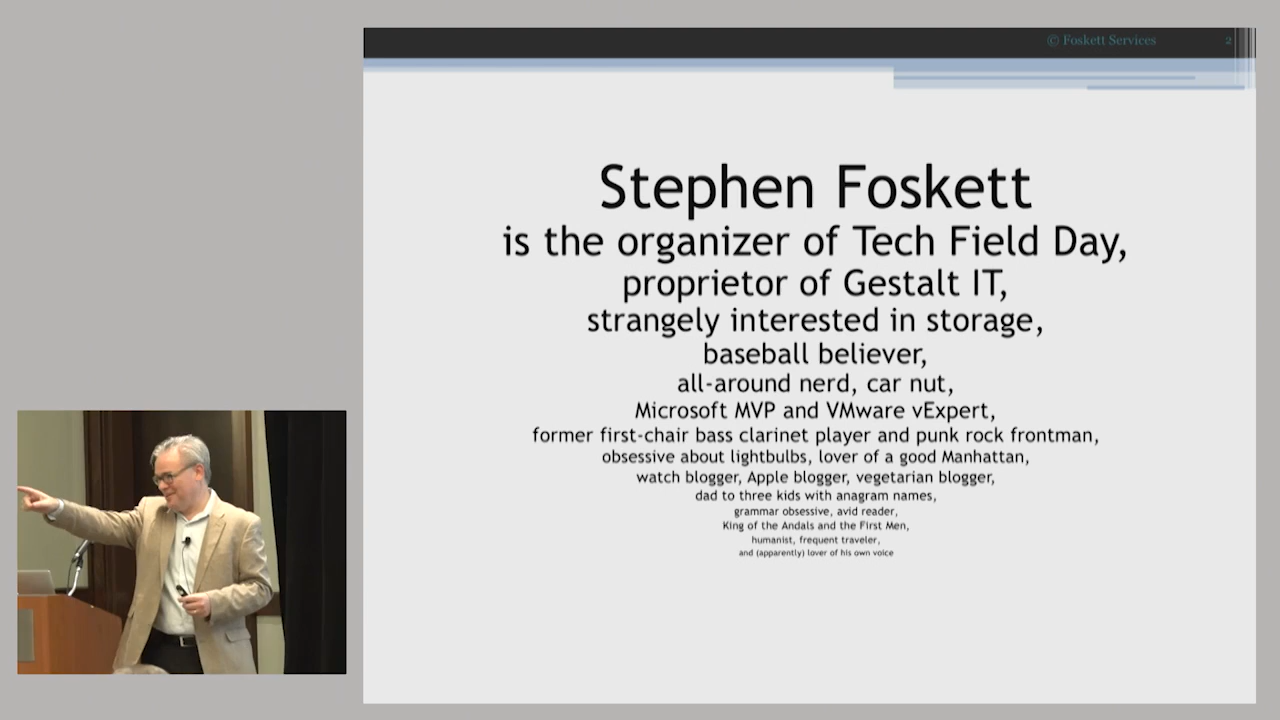 © Foskett Services 2
Stephen Foskett
is the organizer of Tech Field Day,
proprietor of Gestalt IT,
strangely interested in storage,
baseball believer,
all-around nerd, car nut,
Microsoft MVP and VMware vExpert,
former first-chair bass clarinet player and punk rock frontman,
obsessive about lightbulbs, lover of a good Manhattan,
watch blogger, Apple blogger, vegetarian blogger,
dad to three kids with anagram names,
grammar obsessive, avid reader,
King of the Andals and the First Men,
humanist, frequent traveler,
and (apparently) lover of his own voice